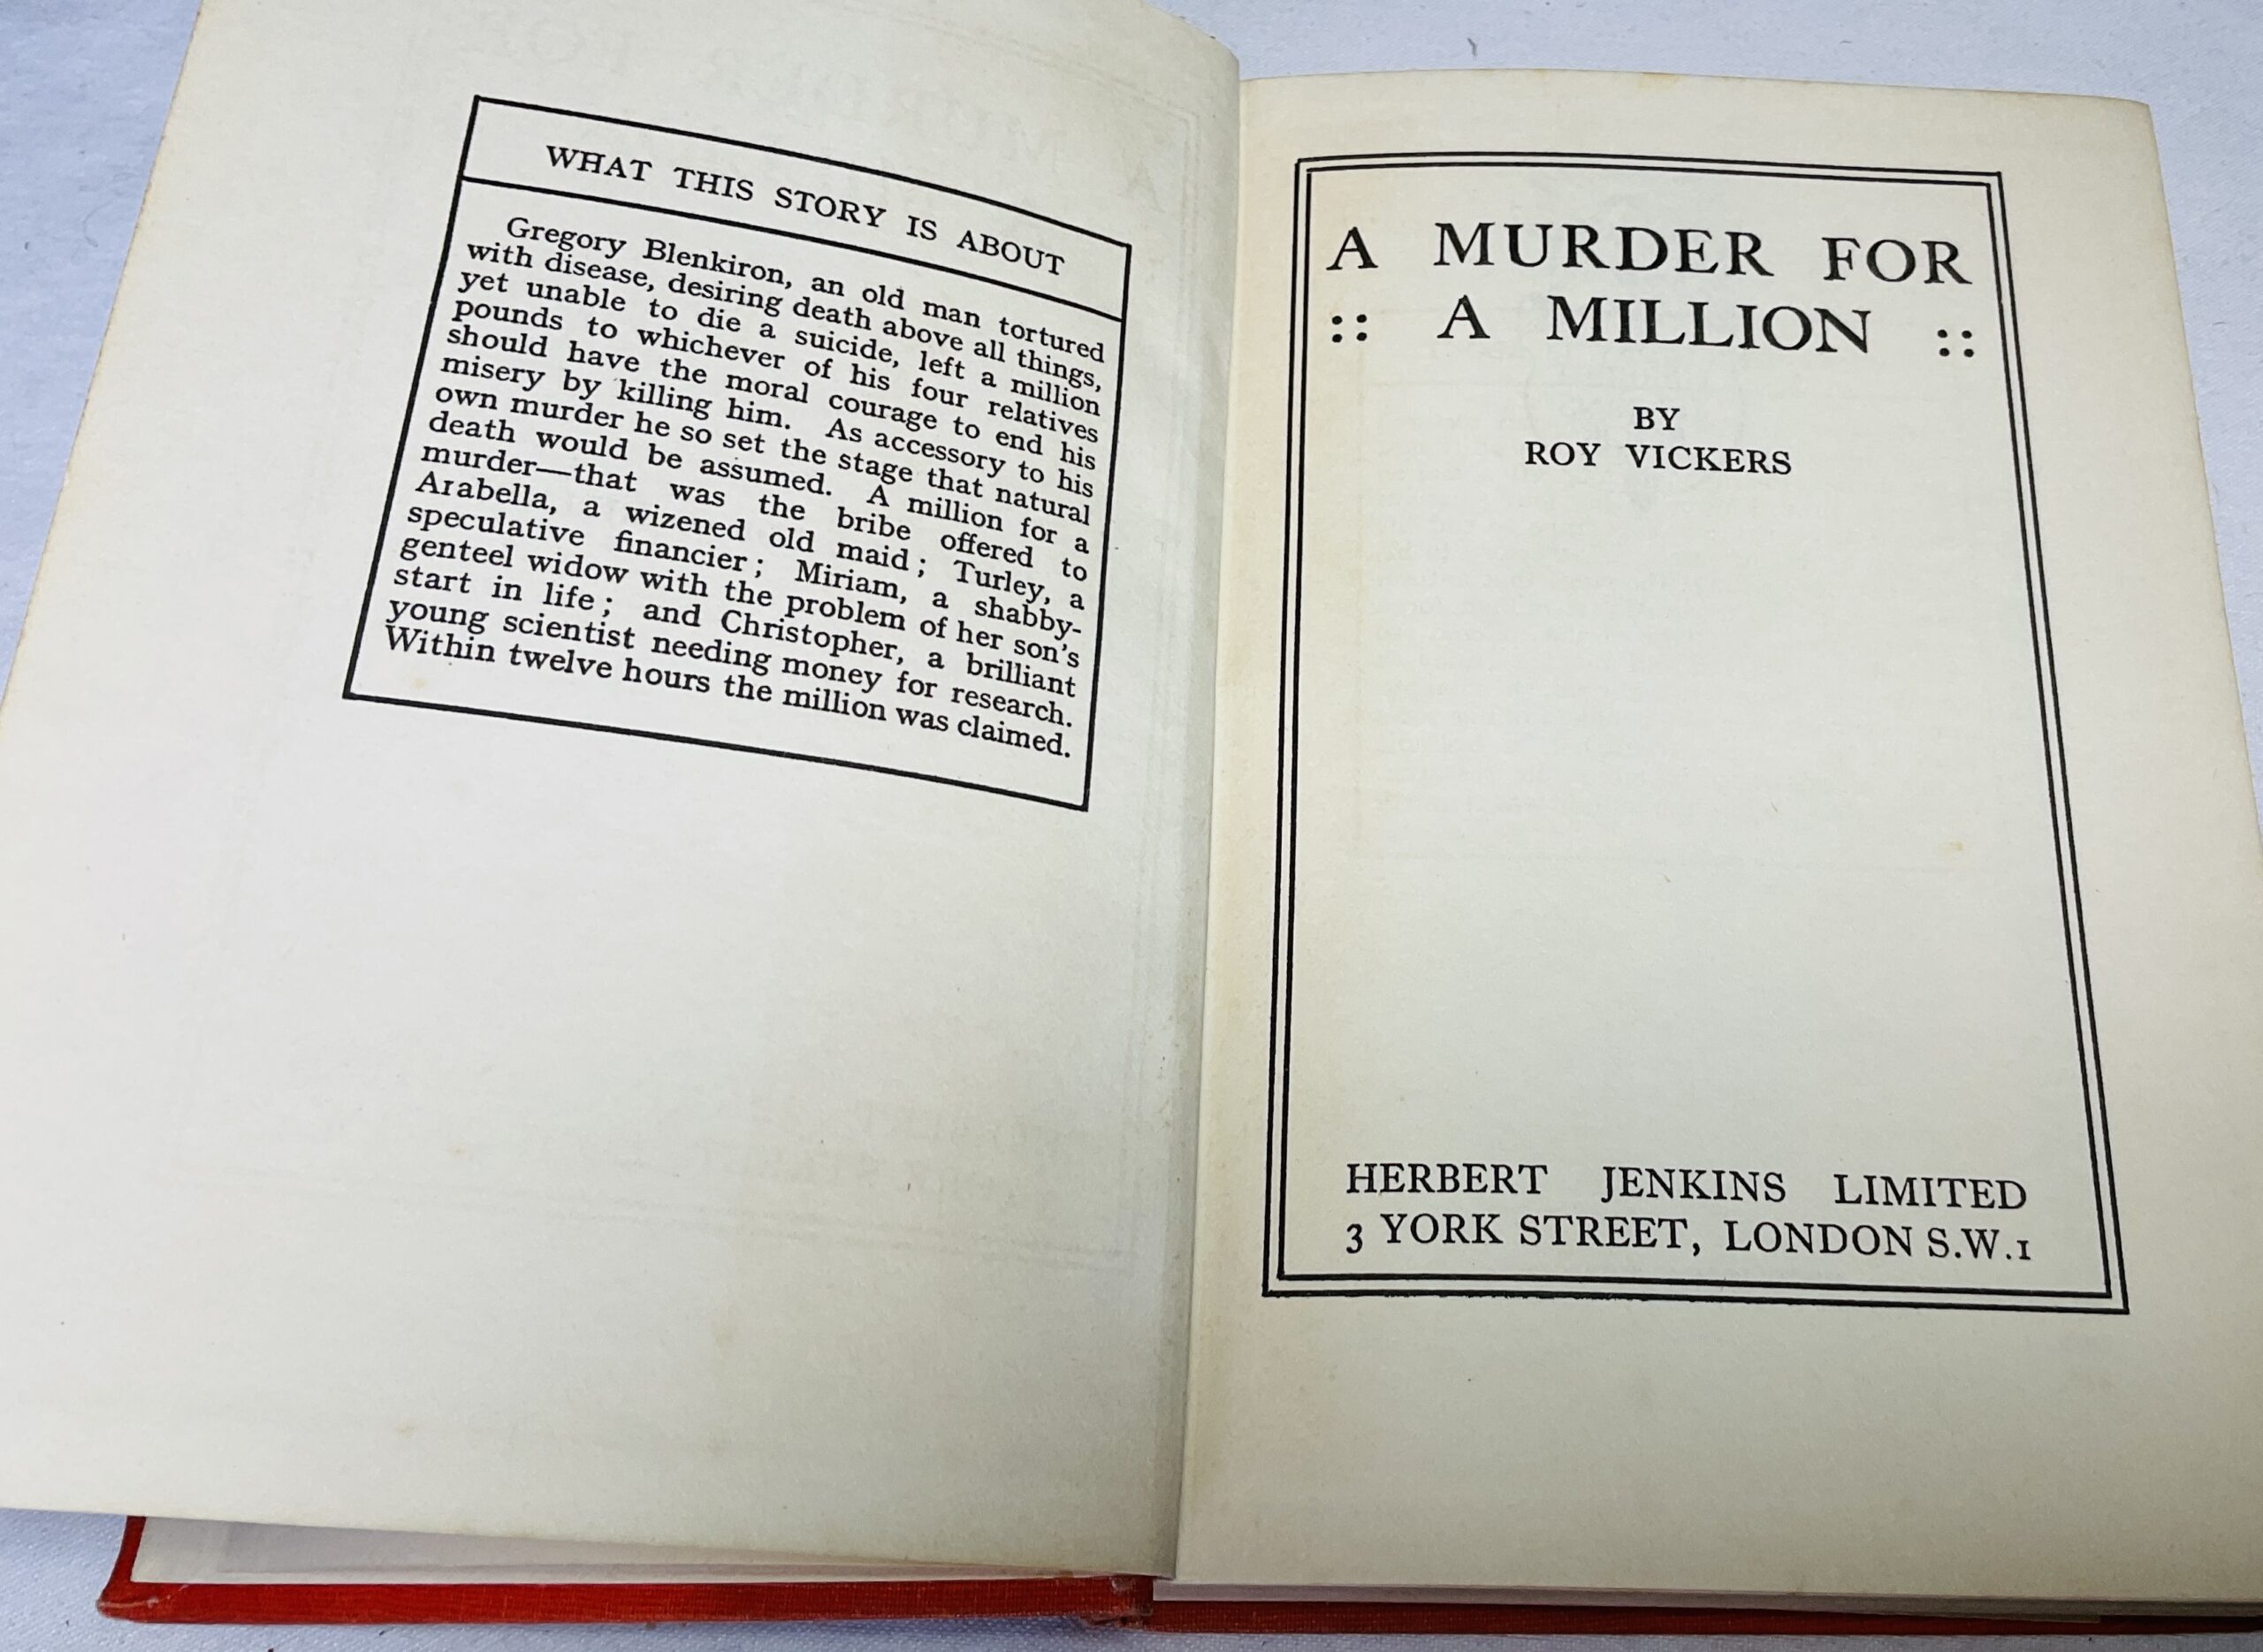 WHAT THIS STORY IS ABOUT
Gregory Blenkiron, an old man tortured
with disease, desiring death above all things,
yet unable to die a suicide, left a million
pounds to whichever of his four relatives
should have the moral courage to end his
misery by killing him. As accessory to his
own murder he so set the stage that natural
death would be assumed. A million for a
murder—that was the bribe offered to
Arabella, a wizened old maid; Turley, a
speculative financier; Miriam, a shabby-
genteel widow with the problem of her son's
start in life; and Christopher, a brilliant
young scientist needing money for research.
Within twelve hours the million was claimed.
A MURDER FOR
:: A MILLION ::
BY
ROY VICKERS
HERBERT JENKINS LIMITED
3 YORK STREET, LONDON S.W.1